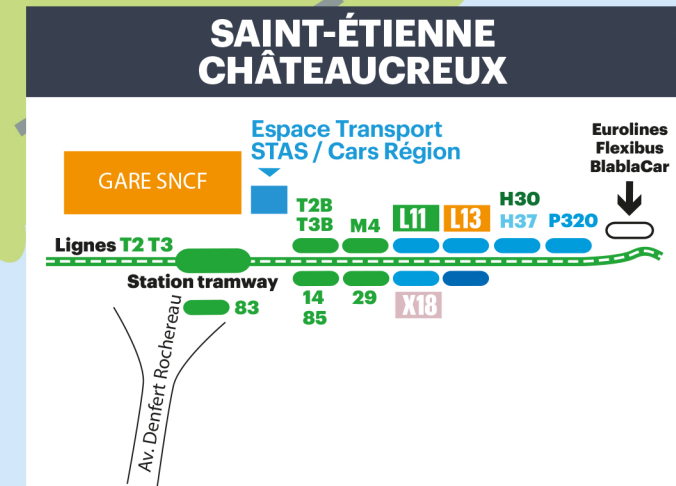 SAINT-ÉTIENNE
CHÂTEAUCREUX
Espace Transport
STAS / Cars Région
Eurolines
Flexibus
BlablaCar
GARE SNCF
T2B
T3B
M4
L11
L13
H30
H37
P320
Lignes T2 T3
Station tramway
83
14
85
29
X18
Av. Denfert Rochereau